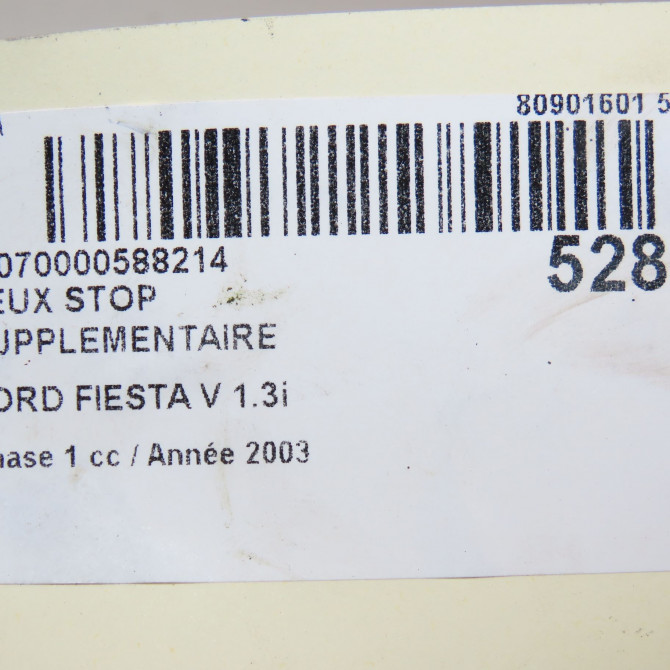 80901601 5
070000588214
528
EUX STOP
UPPLEMENTAIRE
ORD FIESTA V 1.3i
hase 1 cc / Année 2003